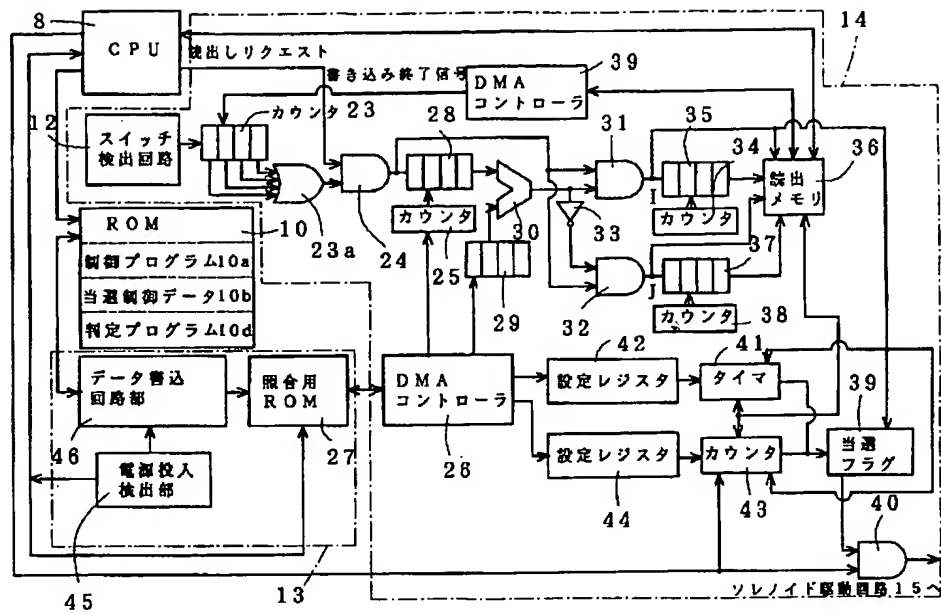 8
CPU
14
読出しリクエスト
書き込み終了信号
DMA
コントローラ
39
12
スイッチ
検出回路
カウンタ
23
23a
24
28
カウンタ
25
29
30
33
31
32
I
J
35
34
カウンタ
読出
メモリ
36
37
カウンタ
38
ROM
10
制御プログラム10a
当選制御データ10b
判定プログラム10d
データ書込
回路部
46
照合用
ROM
27
電源投入
検出部
45
13
DMA
コントローラ
26
42
設定レジスタ
41
タイマ
設定レジスタ
44
カウンタ
43
39
当選
フラグ
40
ソレノイド駆動回路15へ